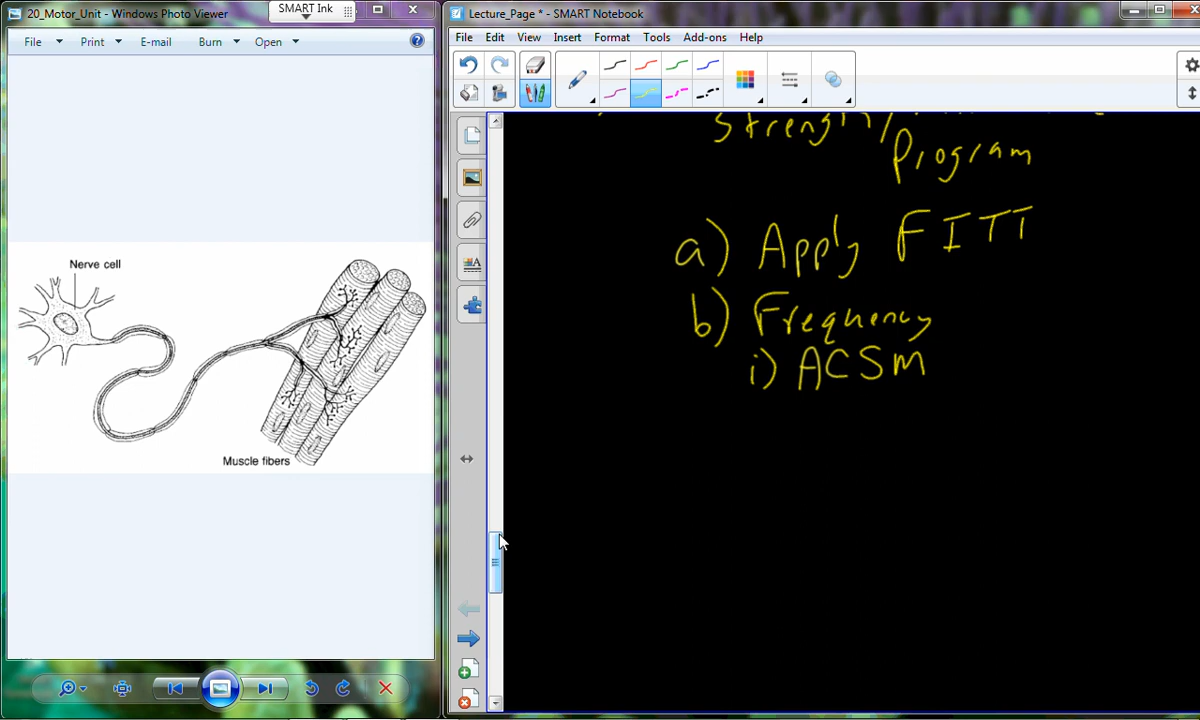 20_Motor_Unit - Windows Photo Viewer
SMART Ink
File Print E-mail Burn Open
Nerve cell
Muscle fibers
Lecture_Page * - SMART Notebook
File Edit View Insert Format Tools Add-ons Help
Strength/
Program
a) Apply FITT
b) Frequency
i) ACSM